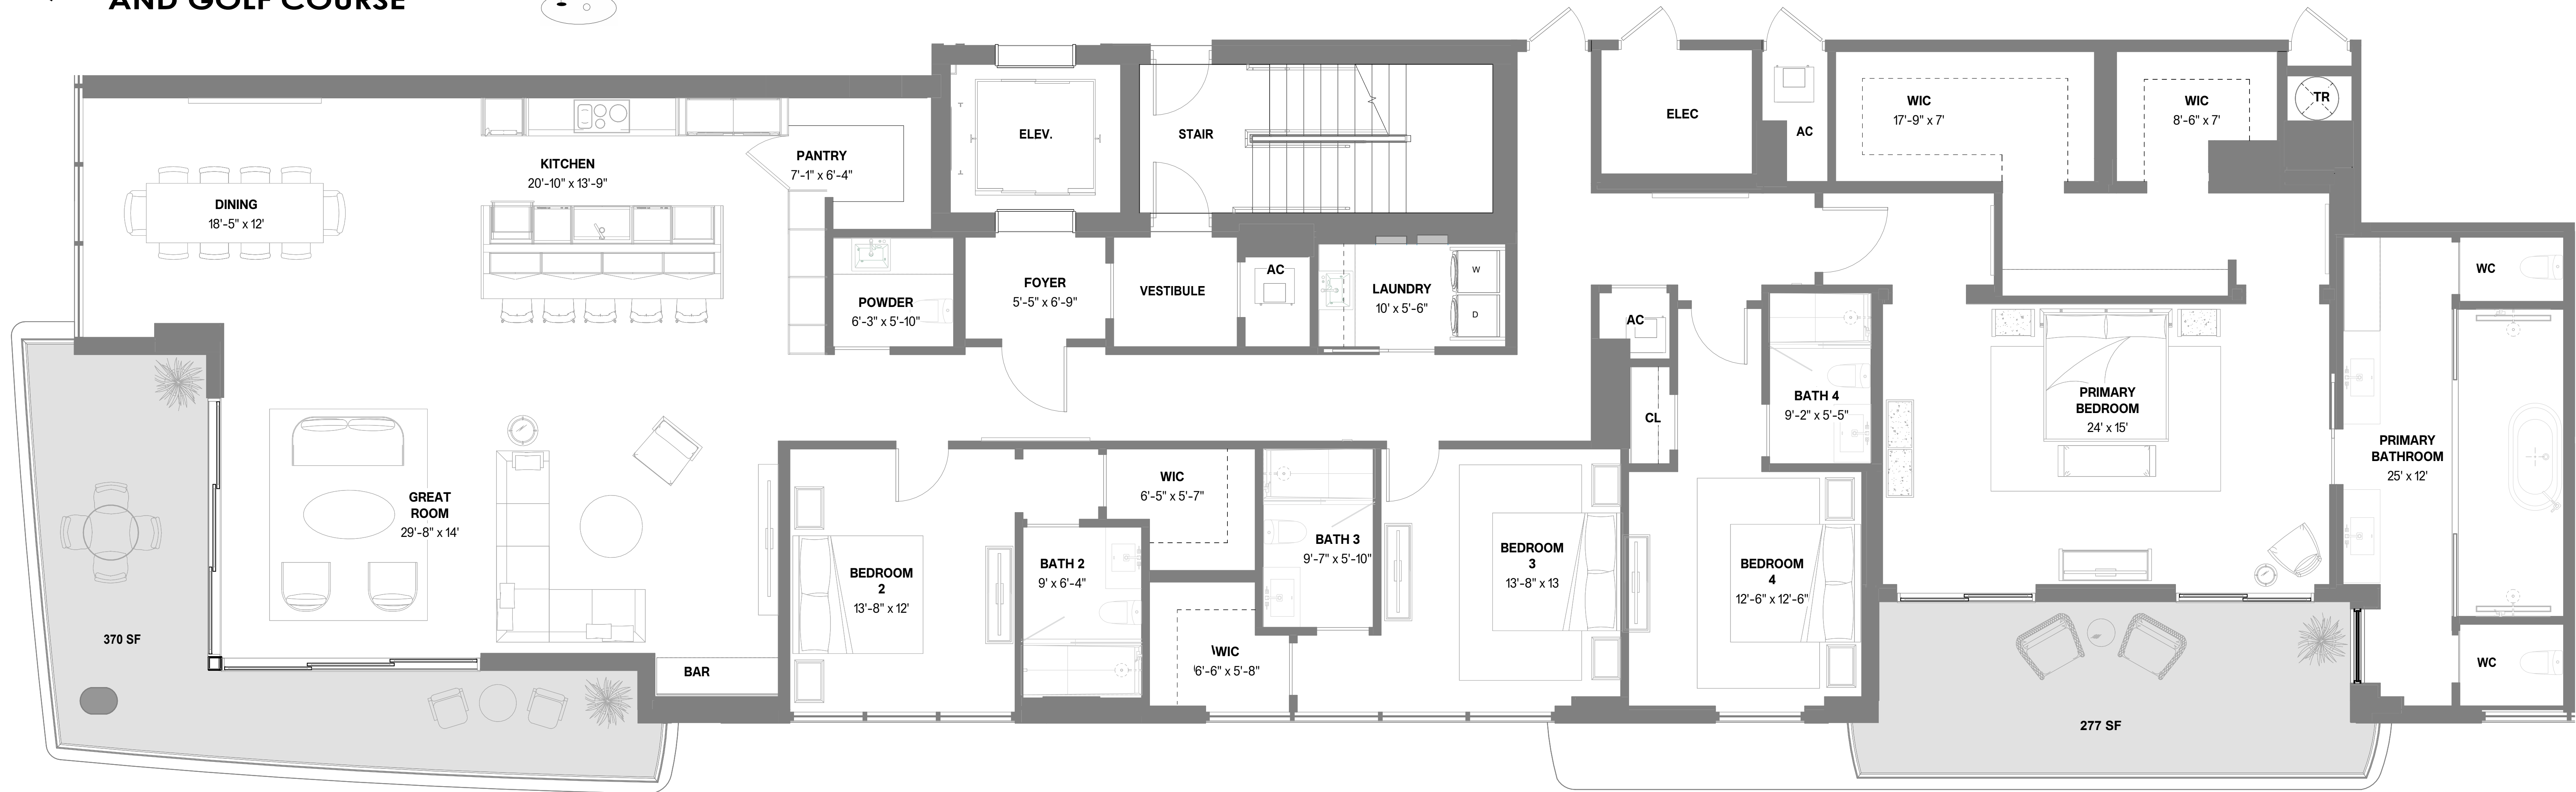 AND GOLF COURSE
ELEV.
STAIR
ELEC
AC
WIC
17'-9" x 7'
WIC
8'-6" x 7'
TR
KITCHEN
20'-10" x 13'-9"
PANTRY
7'-1" x 6'-4"
DINING
18'-5" x 12'
POWDER
6'-3" x 5'-10"
FOYER
5'-5" x 6'-9"
VESTIBULE
AC
LAUNDRY
10' x 5'-6"
W
D
AC
CL
BATH 4
9'-2" x 5'-5"
PRIMARY
BEDROOM
24' x 15'
WC
PRIMARY
BATHROOM
25' x 12'
WC
GREAT
ROOM
29'-8" x 14'
370 SF
BAR
BEDROOM
2
13'-8" x 12'
BATH 2
9' x 6'-4"
WIC
6'-5" x 5'-7"
WIC
6'-6" x 5'-8"
BATH 3
9'-7" x 5'-10"
BEDROOM
3
13'-8" x 13
BEDROOM
4
12'-6" x 12'-6"
277 SF